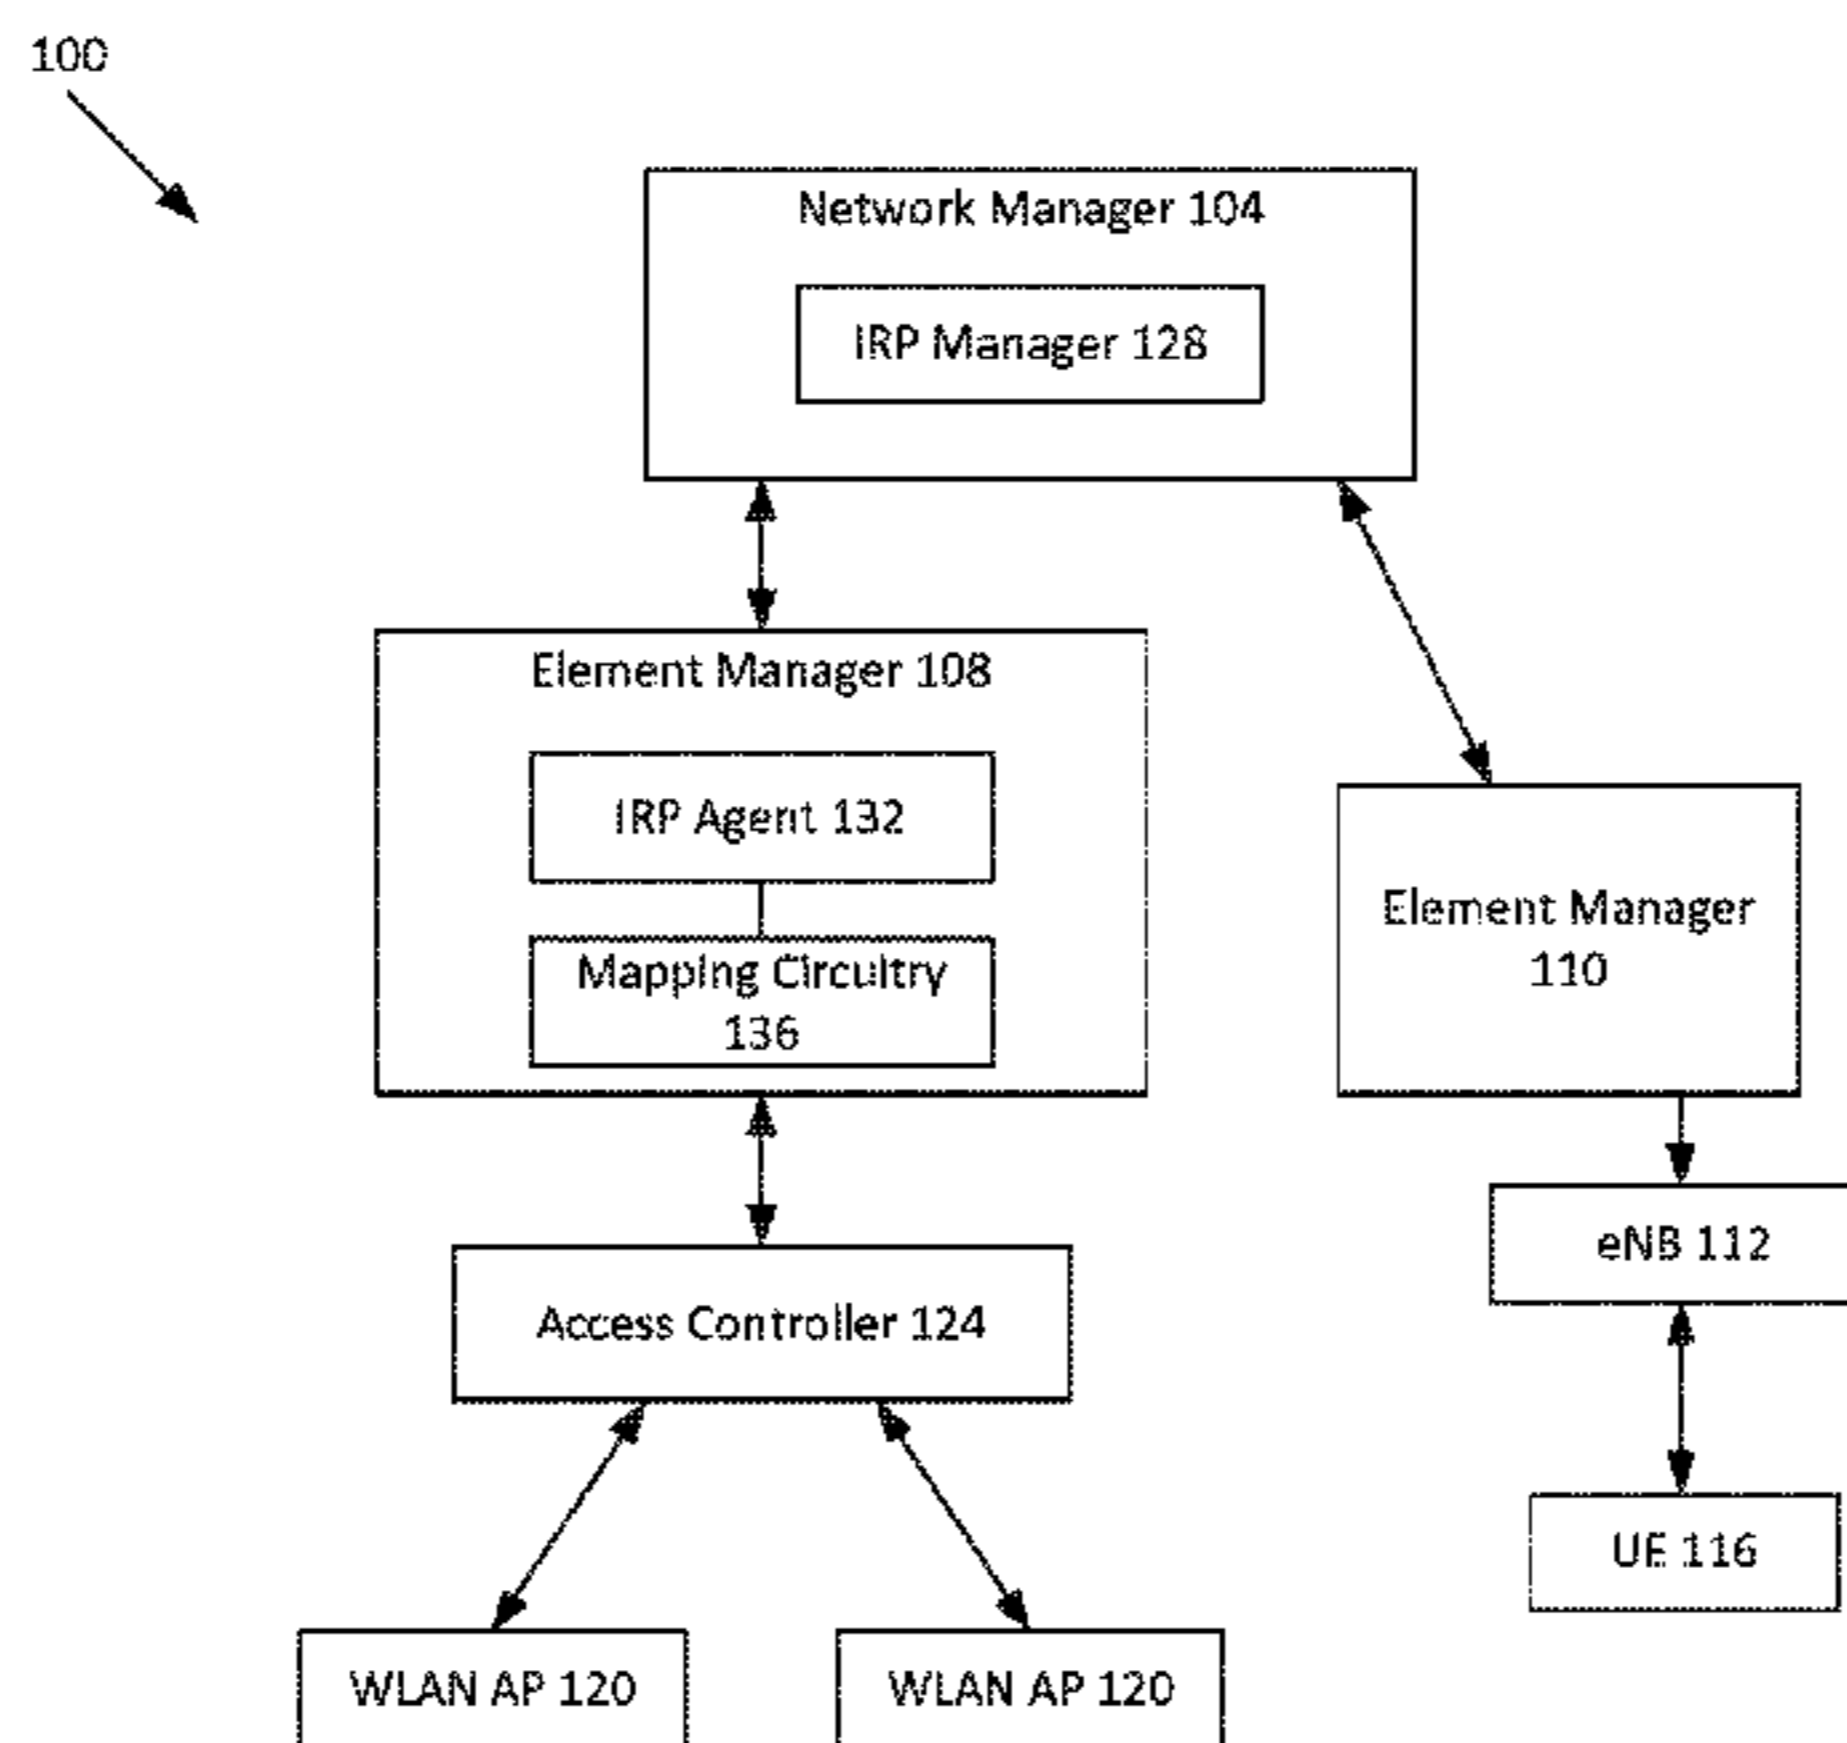 100
Network Manager 104
IRP Manager 128
Element Manager 108
IRP Agent 132
Mapping Circuitry
136
Element Manager
110
Access Controller 124
eNB 112
UE 116
WLAN AP 120
WLAN AP 120